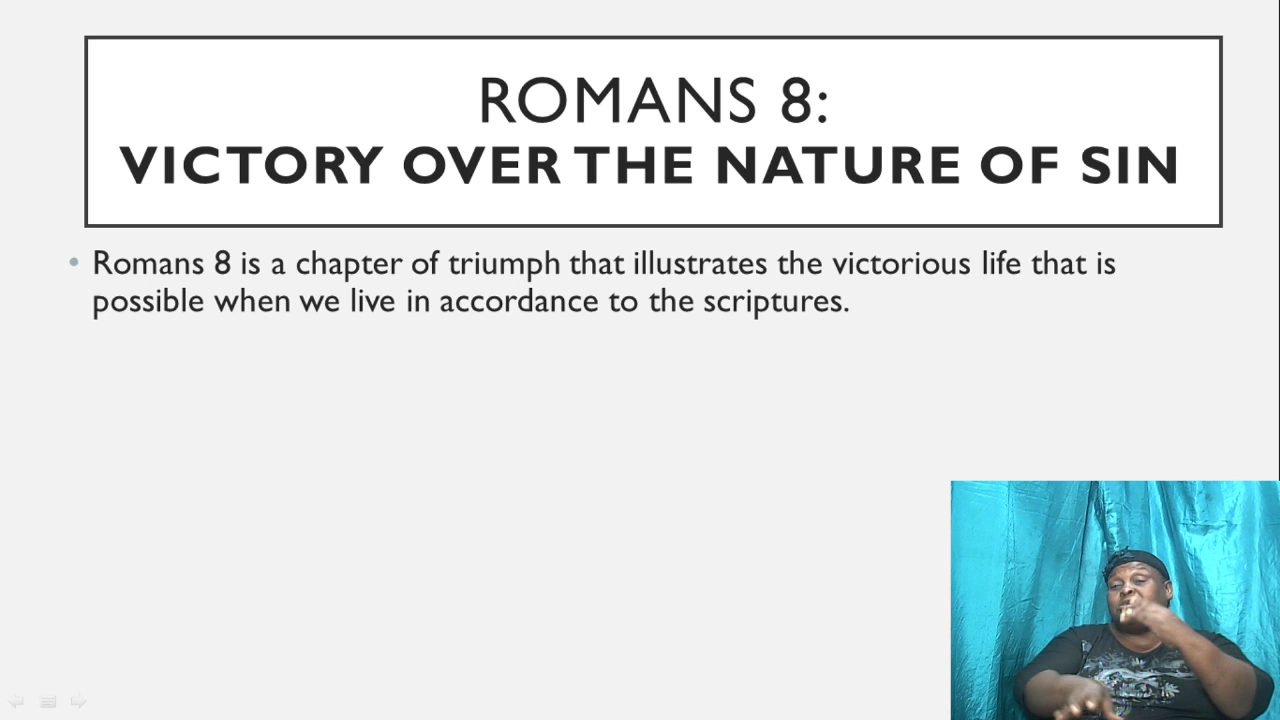 ROMANS 8:
VICTORY OVER THE NATURE OF SIN
• Romans 8 is a chapter of triumph that illustrates the victorious life that is
possible when we live in accordance to the scriptures.